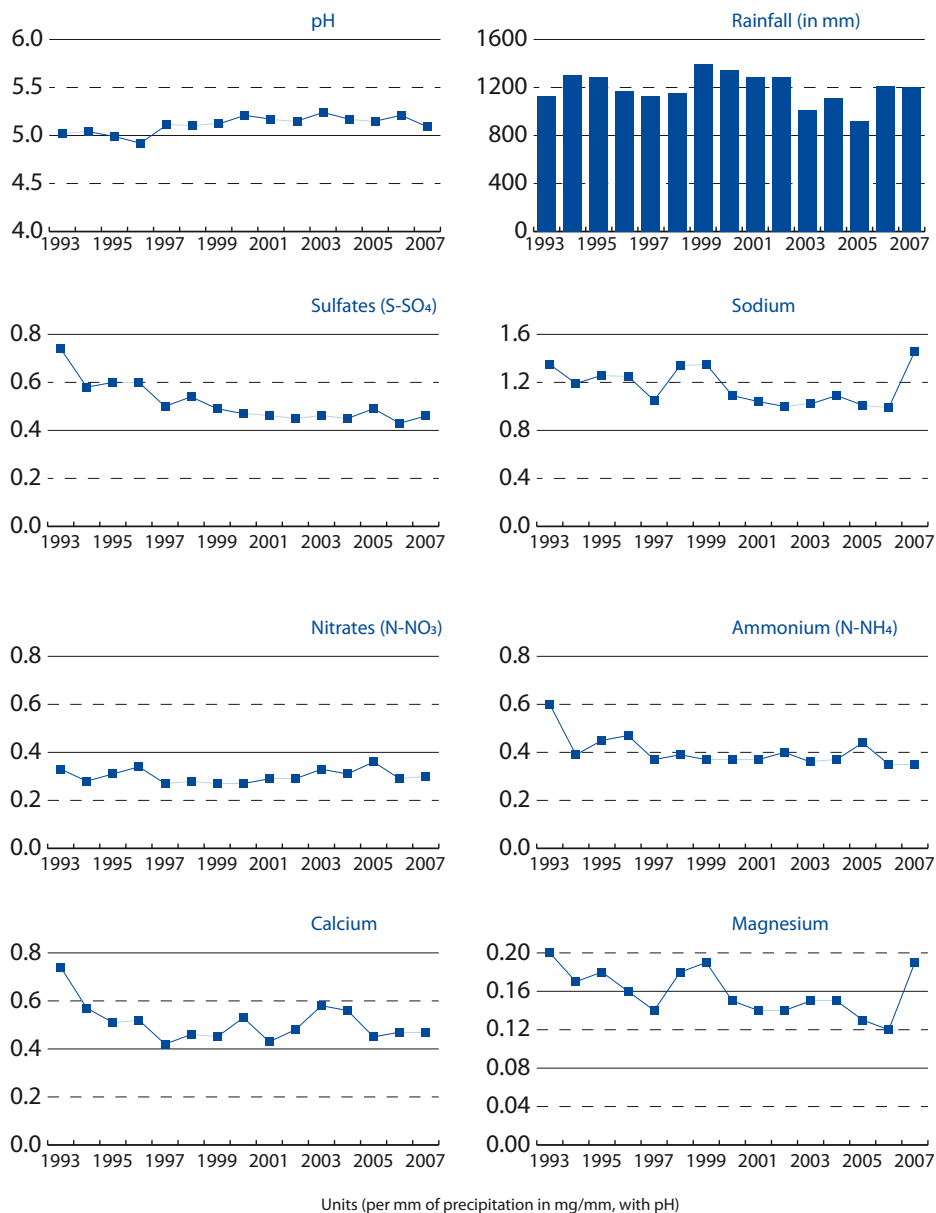 pH
6.0
5.5
5.0
4.5
4.0
1993 1995 1997 1999 2001 2003 2005 2007
Rainfall (in mm)
1600
1200
800
400
0
1993 1995 1997 1999 2001 2003 2005 2007
Sulfates (S-SO₄)
0.8
0.6
0.4
0.2
0.0
1993 1995 1997 1999 2001 2003 2005 2007
Sodium
1.6
1.2
0.8
0.4
0.0
1993 1995 1997 1999 2001 2003 2005 2007
Nitrates (N-NO₃)
0.8
0.6
0.4
0.2
0.0
1993 1995 1997 1999 2001 2003 2005 2007
Ammonium (N-NH₄)
0.8
0.6
0.4
0.2
0.0
1993 1995 1997 1999 2001 2003 2005 2007
Calcium
0.8
0.6
0.4
0.2
0.0
1993 1995 1997 1999 2001 2003 2005 2007
Magnesium
0.20
0.16
0.12
0.08
0.04
0.00
1993 1995 1997 1999 2001 2003 2005 2007
Units (per mm of precipitation in mg/mm, with pH)